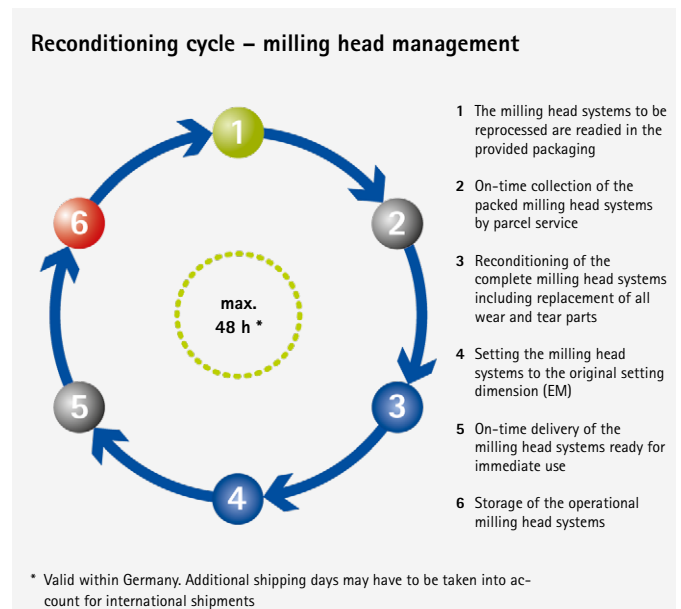 Reconditioning cycle – milling head management
1
2
3
4
5
6
max.
48 h *
1 The milling head systems to be
reprocessed are readied in the
provided packaging
2 On-time collection of the
packed milling head systems
by parcel service
3 Reconditioning of the
complete milling head systems
including replacement of all
wear and tear parts
4 Setting the milling head
systems to the original setting
dimension (EM)
5 On-time delivery of the
milling head systems ready for
immediate use
6 Storage of the operational
milling head systems
* Valid within Germany. Additional shipping days may have to be taken into ac-
count for international shipments